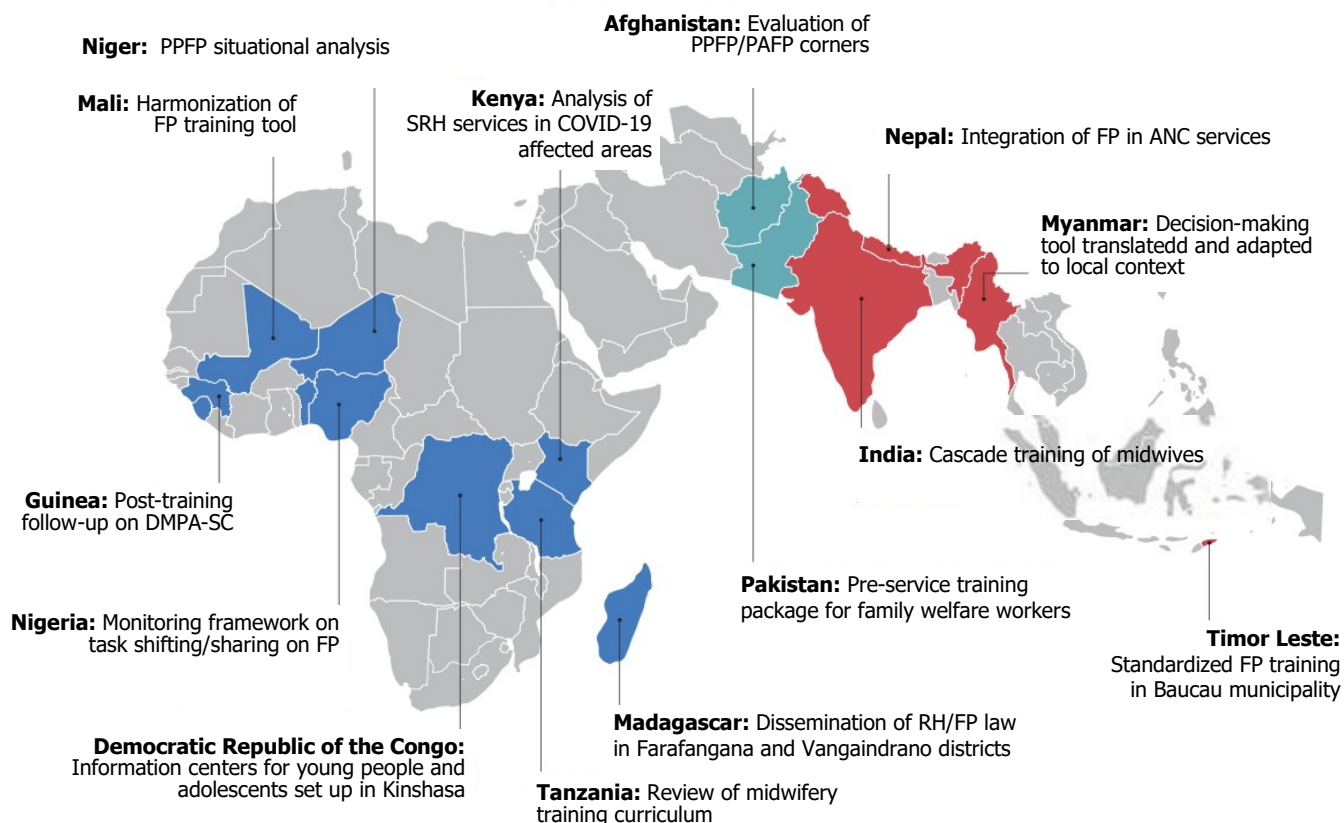 Niger: PPFP situational analysis
Mali: Harmonization of
FP training tool
Kenya: Analysis of
SRH services in COVID-19
affected areas
Afghanistan: Evaluation of
PPFP/PAFP corners
Nepal: Integration of FP in ANC services
Myanmar: Decision-making
tool translatedd and adapted
to local context
India: Cascade training of midwives
Guinea: Post-training
follow-up on DMPA-SC
Nigeria: Monitoring framework on
task shifting/sharing on FP
Pakistan: Pre-service training
package for family welfare workers
Timor Leste:
Standardized FP training
in Baucau municipality
Madagascar: Dissemination of RH/FP law
in Farafangana and Vangaindrano districts
Democratic Republic of the Congo:
Information centers for young people and
adolescents set up in Kinshasa
Tanzania: Review of midwifery
training curriculum